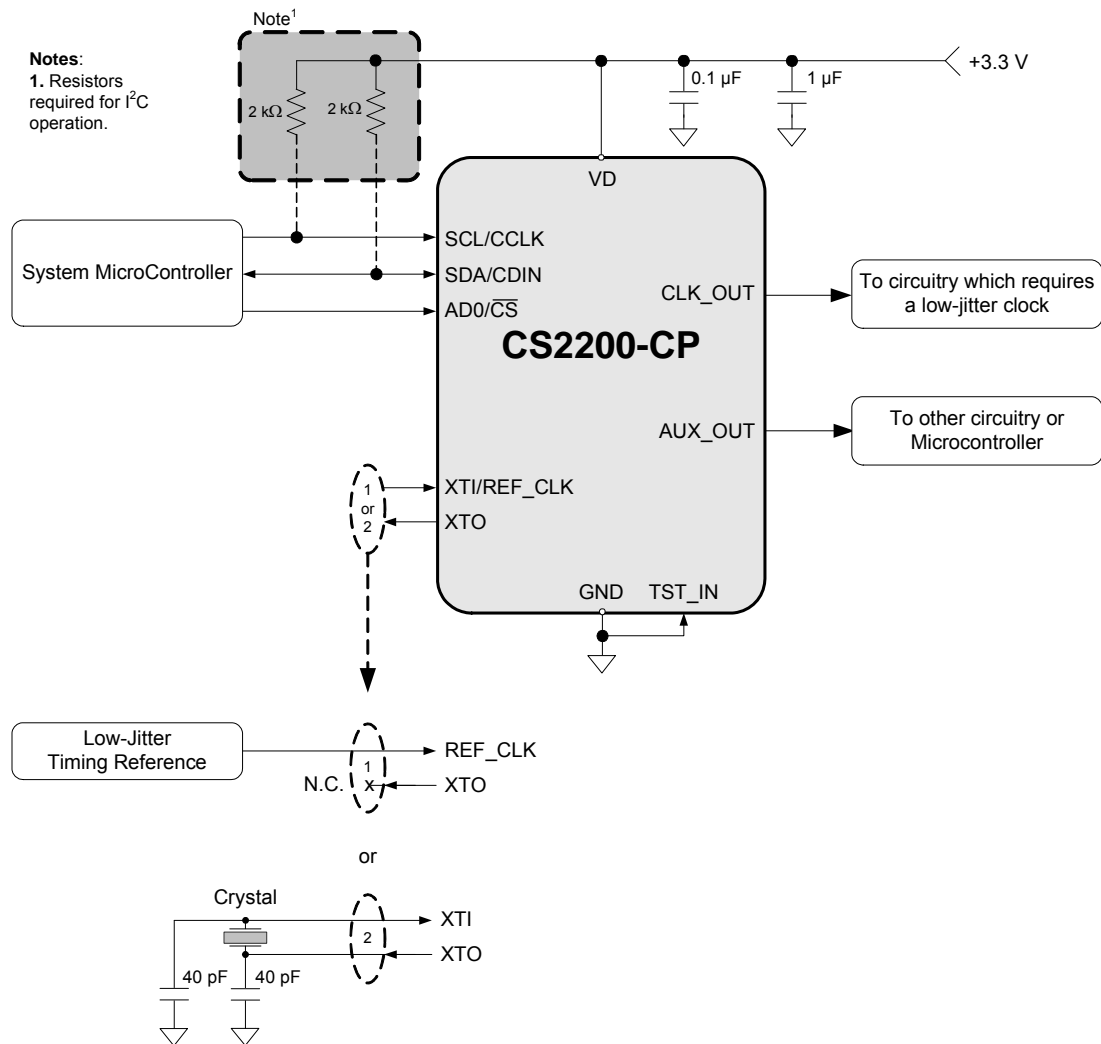 Note¹
Notes:
1. Resistors
required for I²C
operation.
+3.3 V
0.1 µF
1 µF
2 kΩ
2 kΩ
VD
System MicroController
SCL/CCLK
SDA/CDIN
AD0/C̅S̅
CLK_OUT
To circuitry which requires
a low-jitter clock
CS2200-CP
AUX_OUT
To other circuitry or
Microcontroller
1
or
2
XTI/REF_CLK
XTO
GND
TST_IN
Low-Jitter
Timing Reference
1
REF_CLK
N.C.
x
XTO
or
Crystal
2
XTI
XTO
40 pF
40 pF